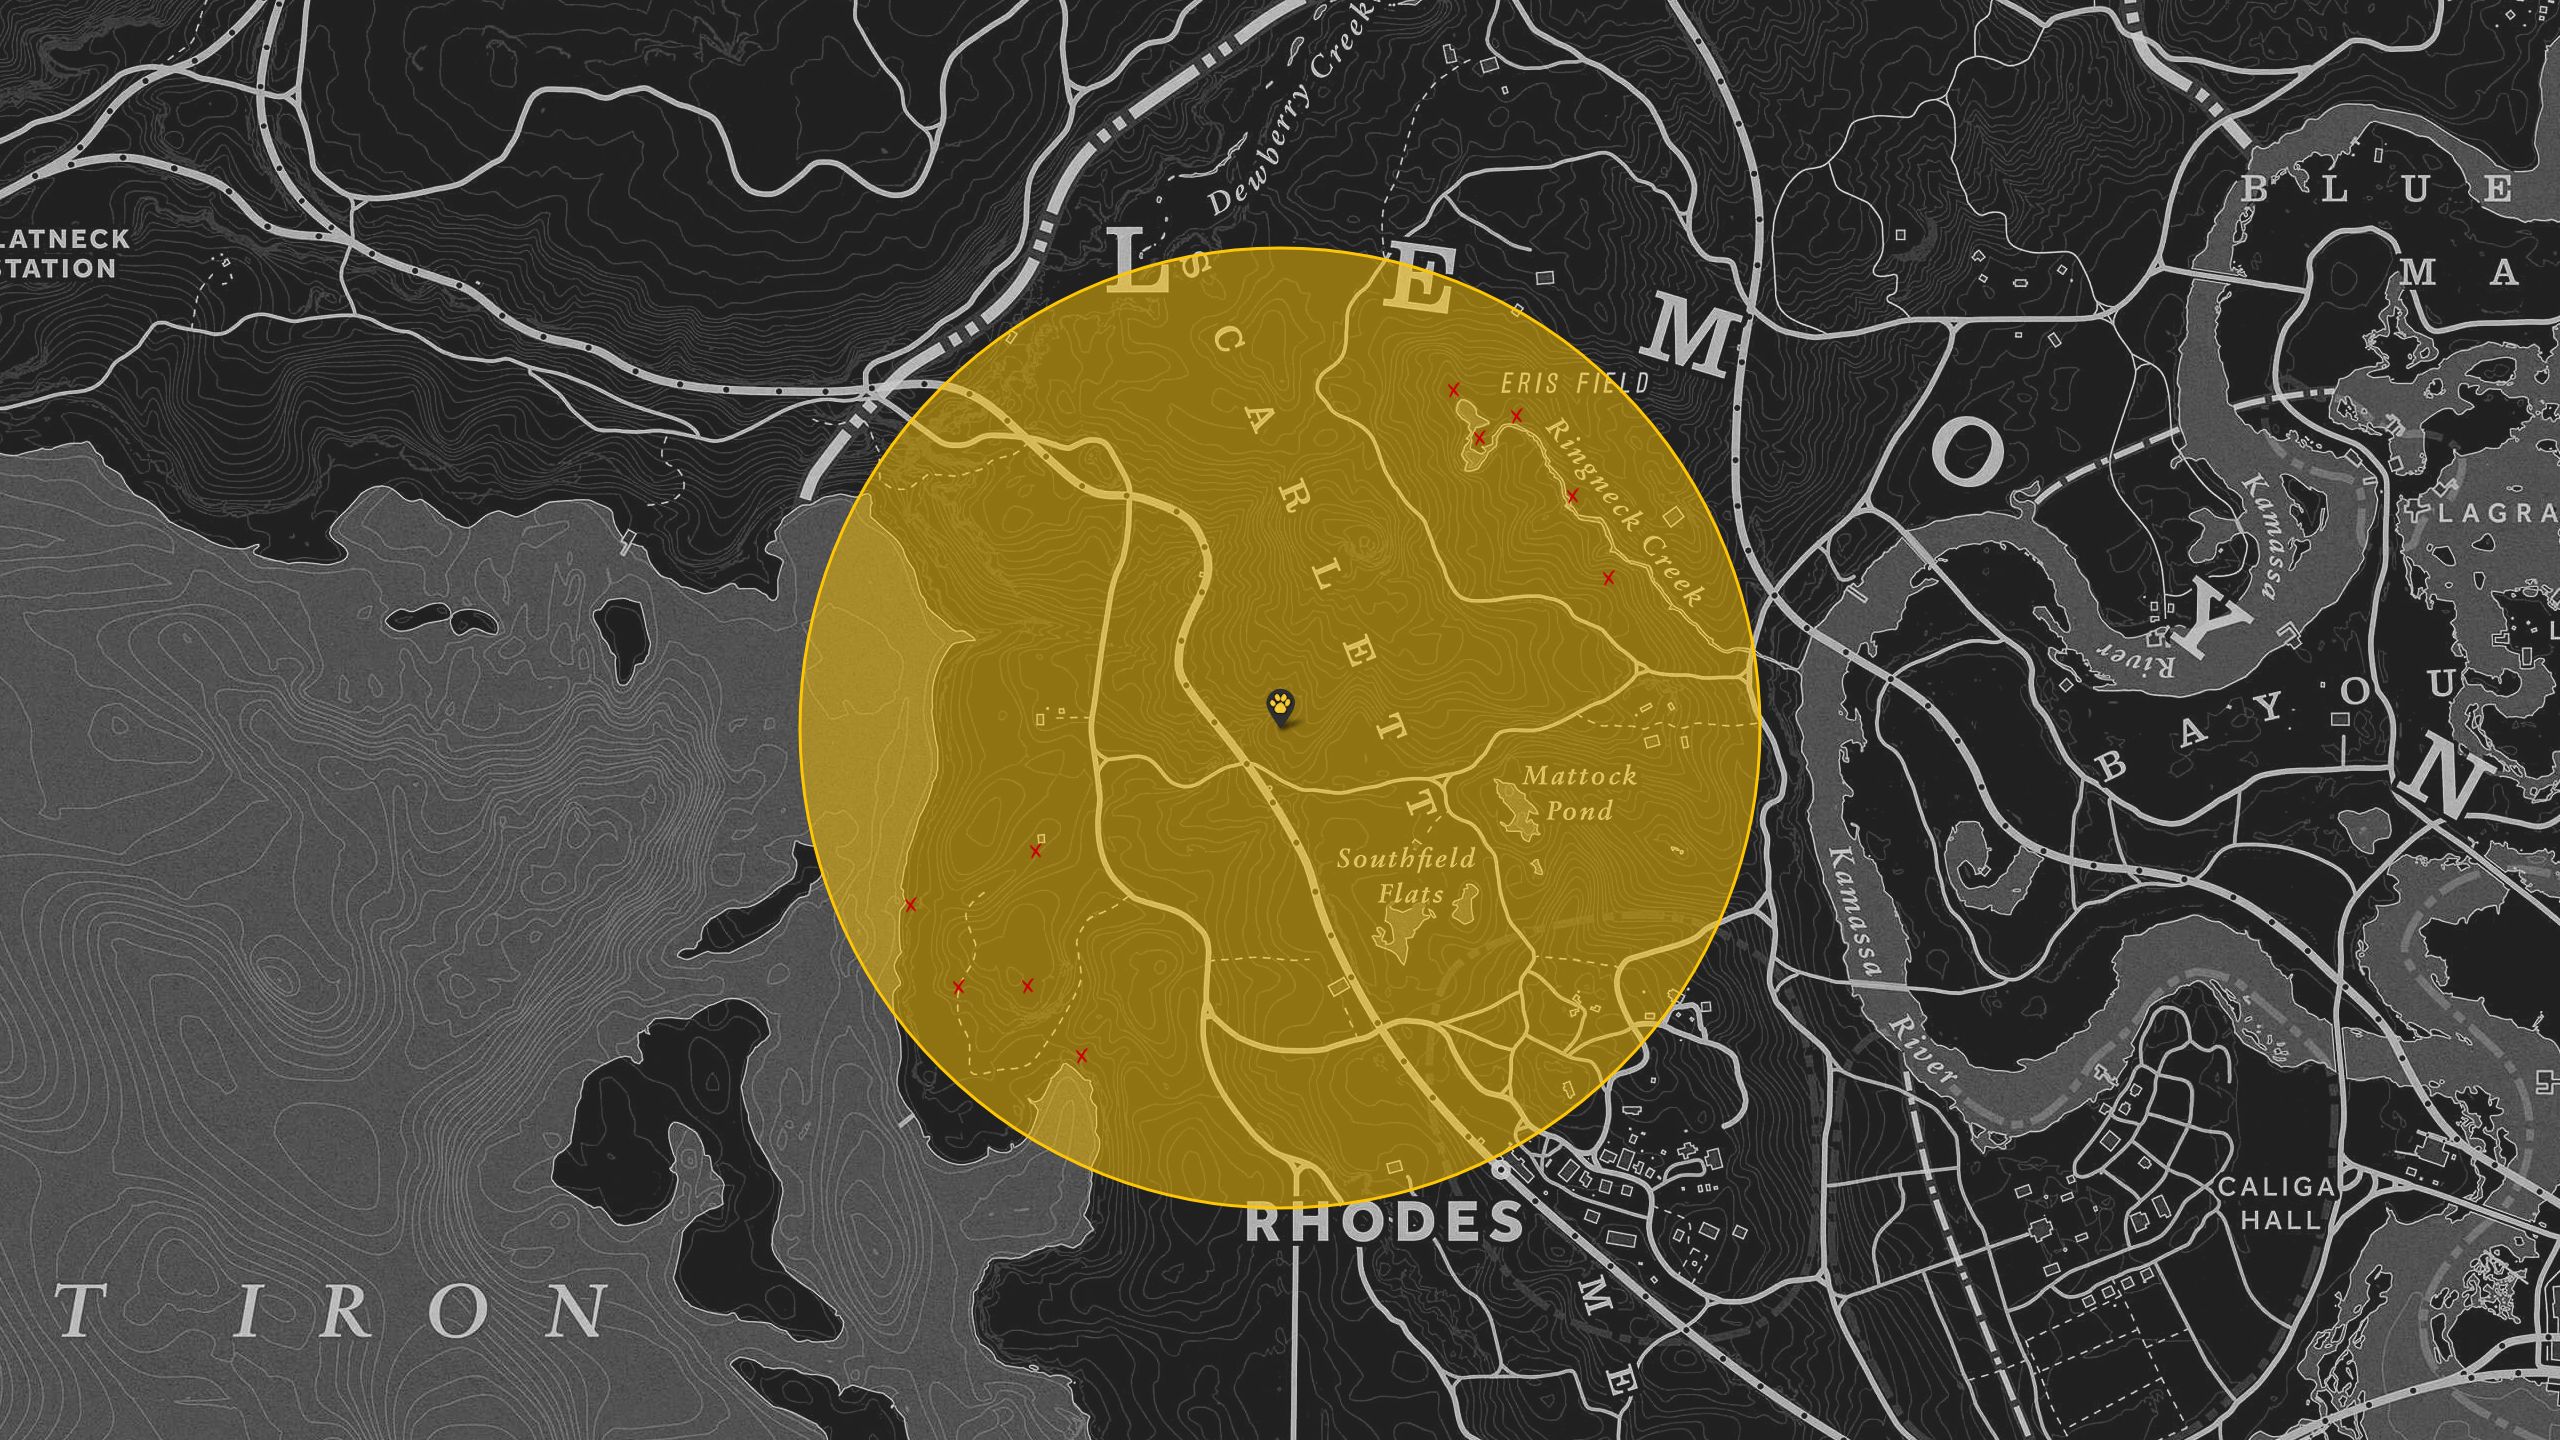 Dewberry Creek
LATNECK
STATION
BLUE
MA
LEMOYNE
SCARLETT
ME
ERIS FIELD
Ringneck Creek
Kamassa
River
LAGRA
BAYOU
L
Mattock
Pond
Southfield
Flats
Kamassa
River
CALIGA
HALL
RHODES
T IRON